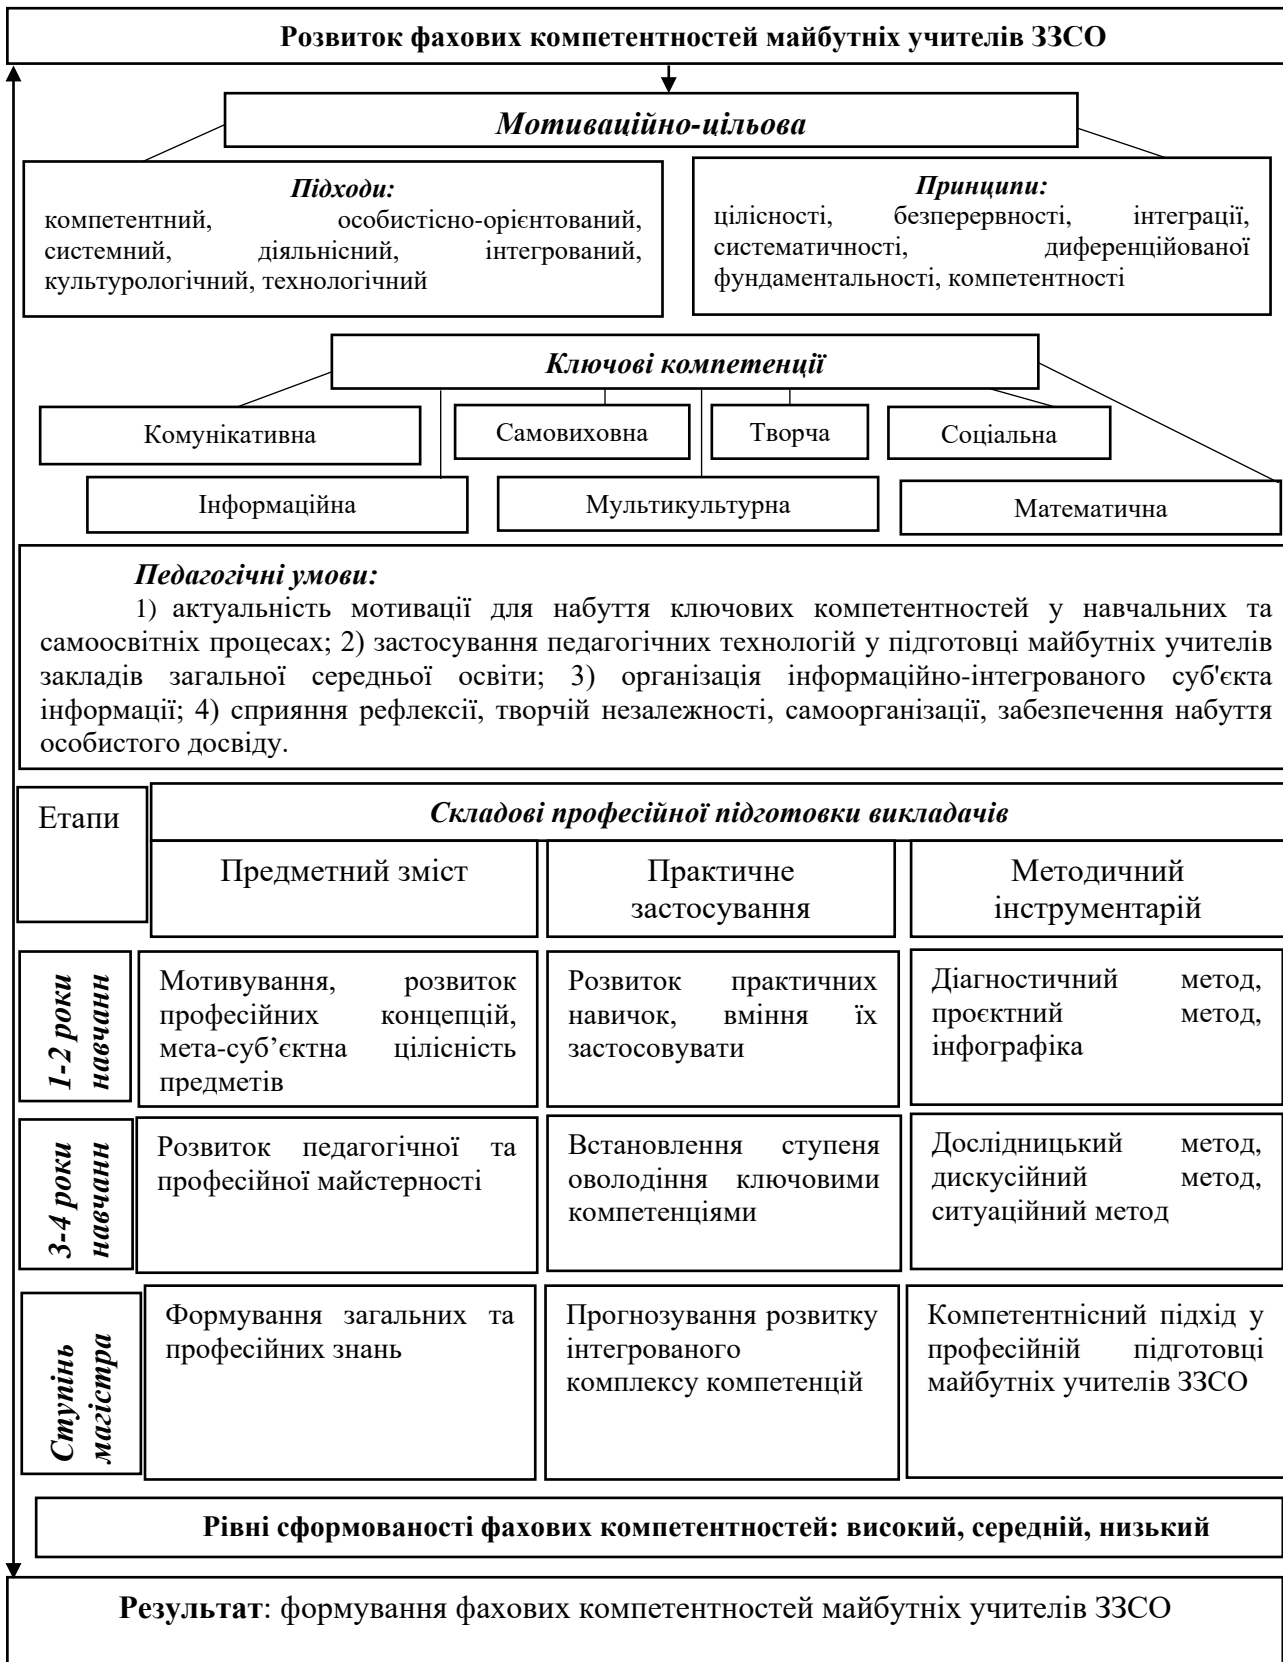 Розвиток фахових компетентностей майбутніх учителів ЗЗСО
Мотиваційно-цільова
Підходи:
компетентний, особистісно-орієнтований,
системний, діяльнісний, інтегрований,
культурологічний, технологічний
Принципи:
цілісності, безперервності, інтеграції,
систематичності, диференційованої
фундаментальності, компетентності
Ключові компетенції
Комунікативна
Самовиховна
Творча
Соціальна
Інформаційна
Мультикультурна
Математична
Педагогічні умови:
1) актуальність мотивації для набуття ключових компетентностей у навчальних та
самоосвітніх процесах; 2) застосування педагогічних технологій у підготовці майбутніх учителів
закладів загальної середньої освіти; 3) організація інформаційно-інтегрованого суб'єкта
інформації; 4) сприяння рефлексії, творчій незалежності, самоорганізації, забезпечення набуття
особистого досвіду.
Етапи
Складові професійної підготовки викладачів
Предметний зміст
Практичне
застосування
Методичний
інструментарій
1-2 роки
навчанн
Мотивування, розвиток
професійних концепцій,
мета-суб’єктна цілісність
предметів
Розвиток практичних
навичок, вміння їх
застосовувати
Діагностичний метод,
проєктний метод,
інфографіка
3-4 роки
навчанн
Розвиток педагогічної та
професійної майстерності
Встановлення ступеня
оволодіння ключовими
компетенціями
Дослідницький метод,
дискусійний метод,
ситуаційний метод
Ступінь
магістра
Формування загальних та
професійних знань
Прогнозування розвитку
інтегрованого
комплексу компетенцій
Компетентнісний підхід у
професійній підготовці
майбутніх учителів ЗЗСО
Рівні сформованості фахових компетентностей: високий, середній, низький
Результат: формування фахових компетентностей майбутніх учителів ЗЗСО